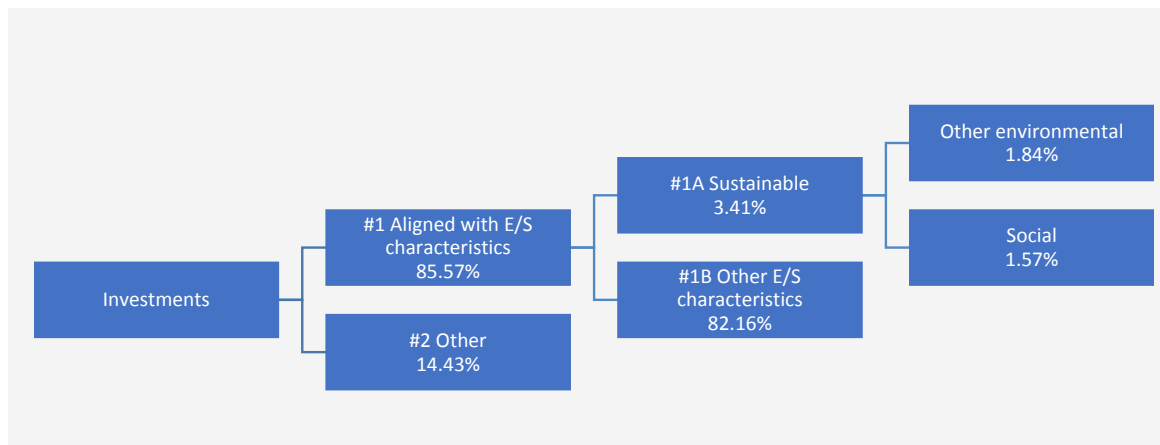 Investments
#1 Aligned with E/S
characteristics
85.57%
#2 Other
14.43%
#1A Sustainable
3.41%
#1B Other E/S
characteristics
82.16%
Other environmental
1.84%
Social
1.57%